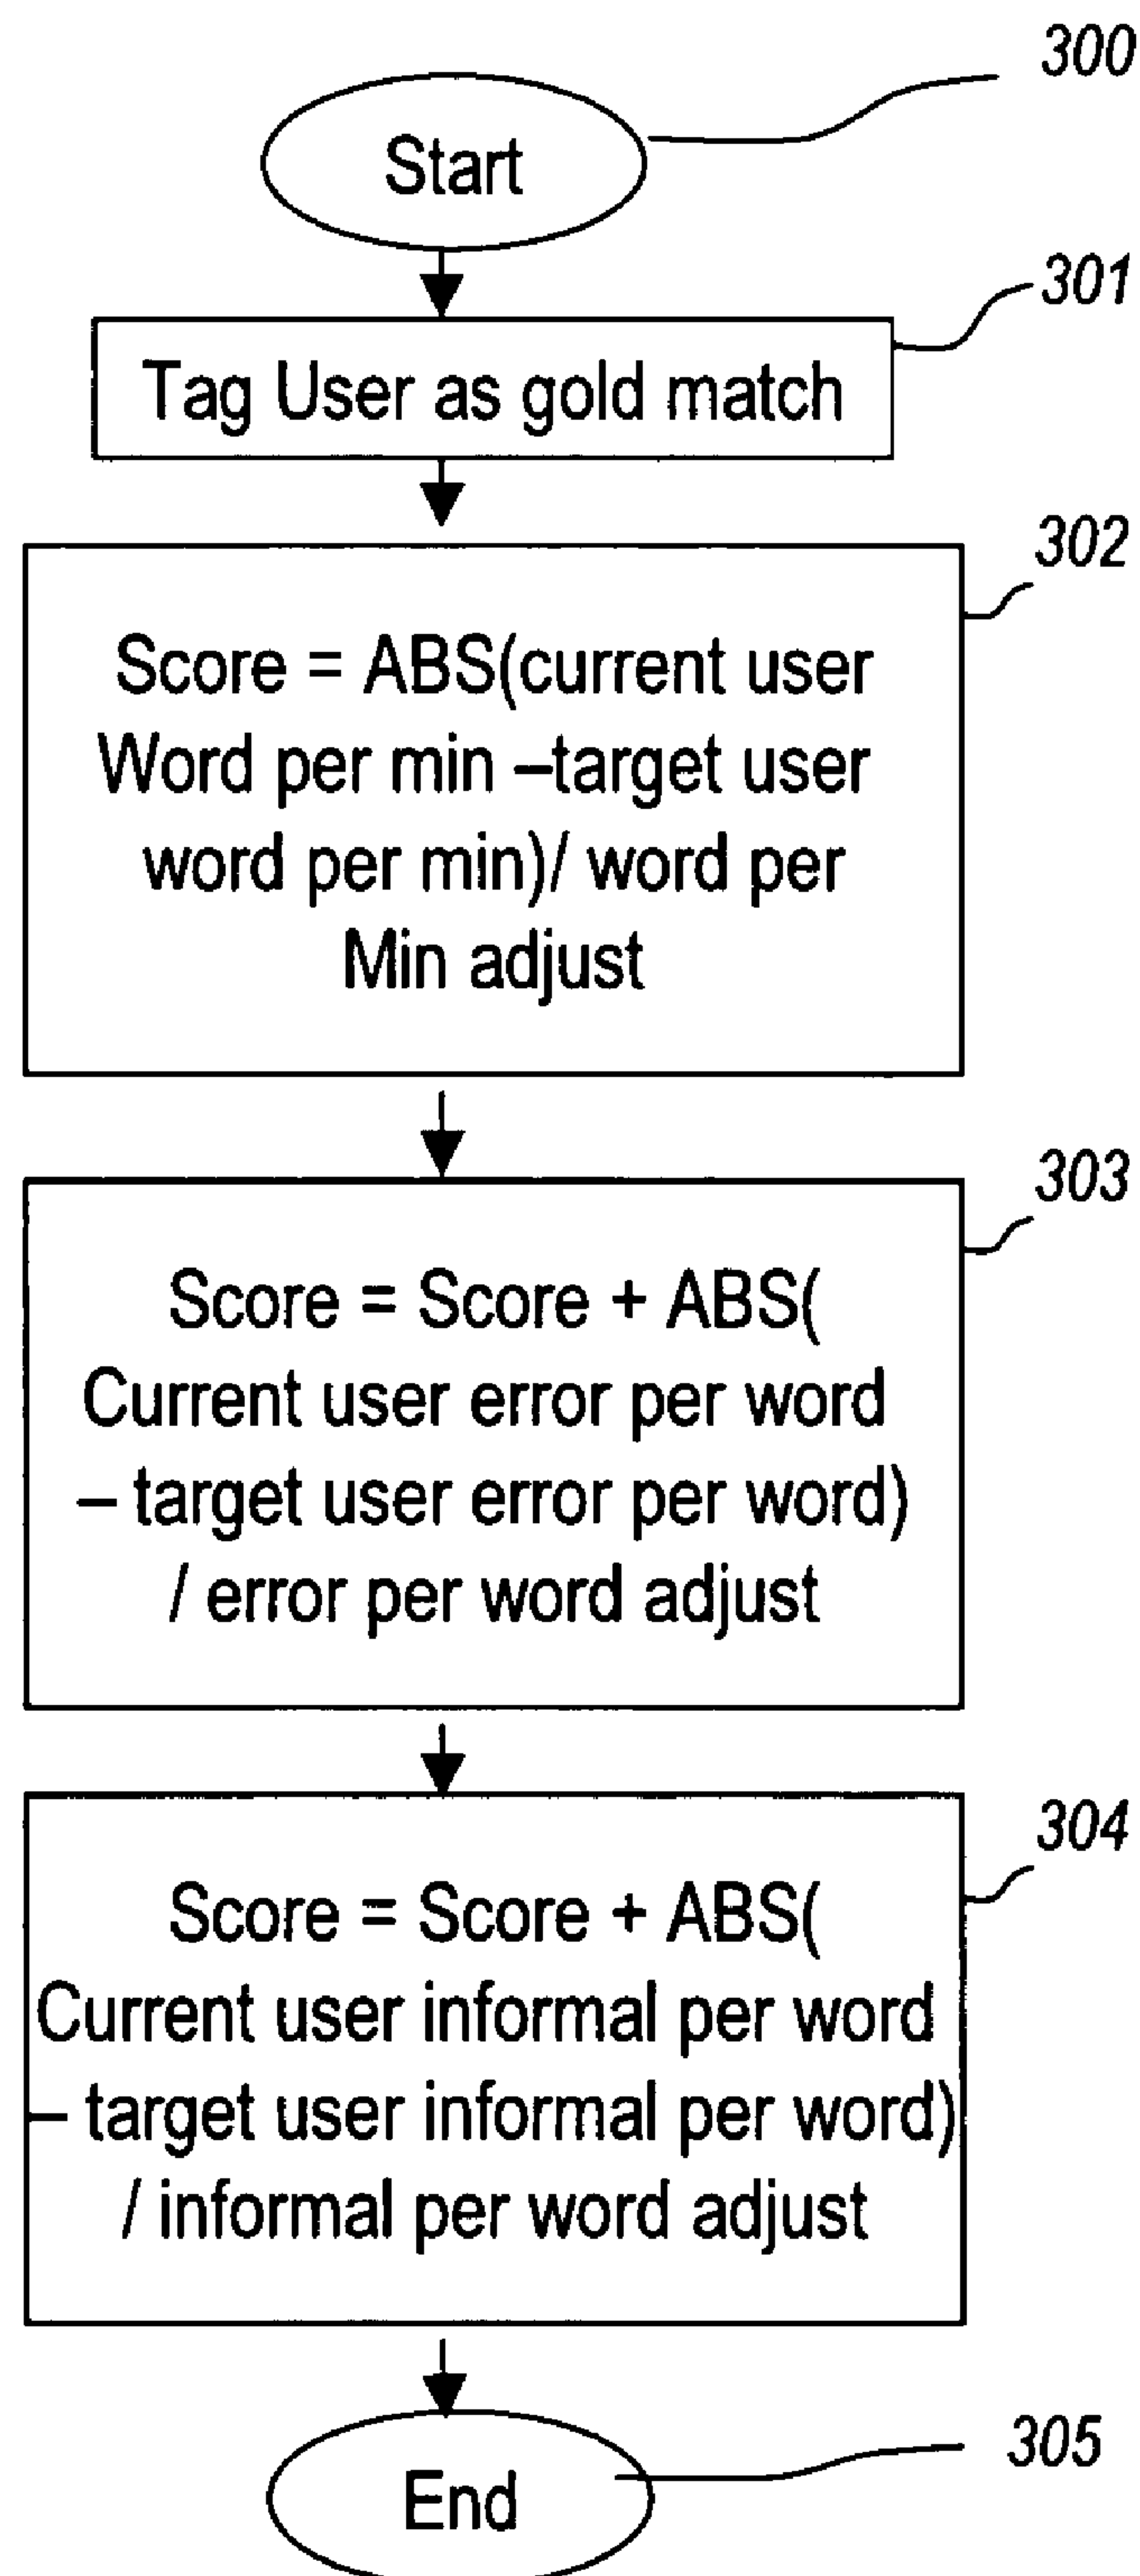 300
Start
301
Tag User as gold match
302
Score = ABS(current user
Word per min –target user
word per min)/ word per
Min adjust
303
Score = Score + ABS(
Current user error per word
– target user error per word)
/ error per word adjust
304
Score = Score + ABS(
Current user informal per word
– target user informal per word)
/ informal per word adjust
305
End